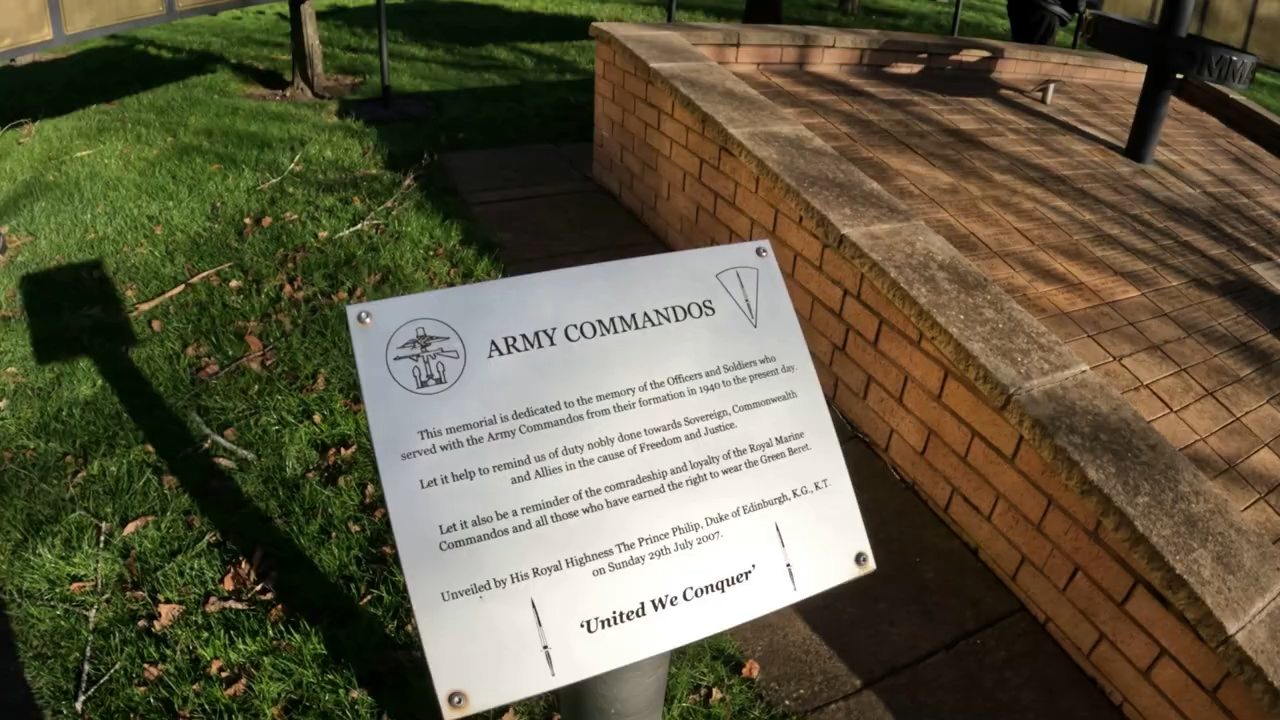 ARMY COMMANDOS
This memorial is dedicated to the memory of the Officers and Soldiers who
served with the Army Commandos from their formation in 1940 to the present day.
Let it help to remind us of duty nobly done towards Sovereign, Commonwealth
and Allies in the cause of Freedom and Justice.
Let it also be a reminder of the comradeship and loyalty of the Royal Marine
Commandos and all those who have earned the right to wear the Green Beret.
Unveiled by His Royal Highness The Prince Philip, Duke of Edinburgh, K.G., K.T.
on Sunday 29th July 2007.
‘United We Conquer’